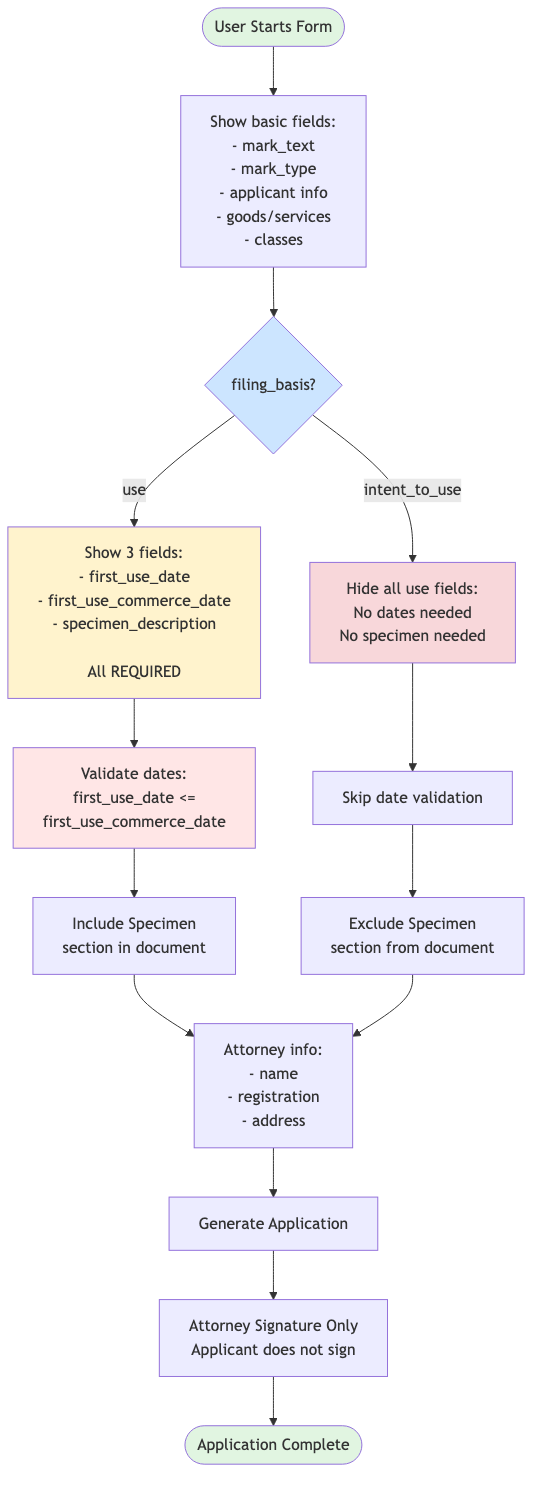 User Starts Form
Show basic fields:
- mark_text
- mark_type
- applicant info
- goods/services
- classes
filing_basis?
use
intent_to_use
Show 3 fields:
- first_use_date
- first_use_commerce_date
- specimen_description
All REQUIRED
Hide all use fields:
No dates needed
No specimen needed
Validate dates:
first_use_date <=
first_use_commerce_date
Skip date validation
Include Specimen
section in document
Exclude Specimen
section from document
Attorney info:
- name
- registration
- address
Generate Application
Attorney Signature Only
Applicant does not sign
Application Complete